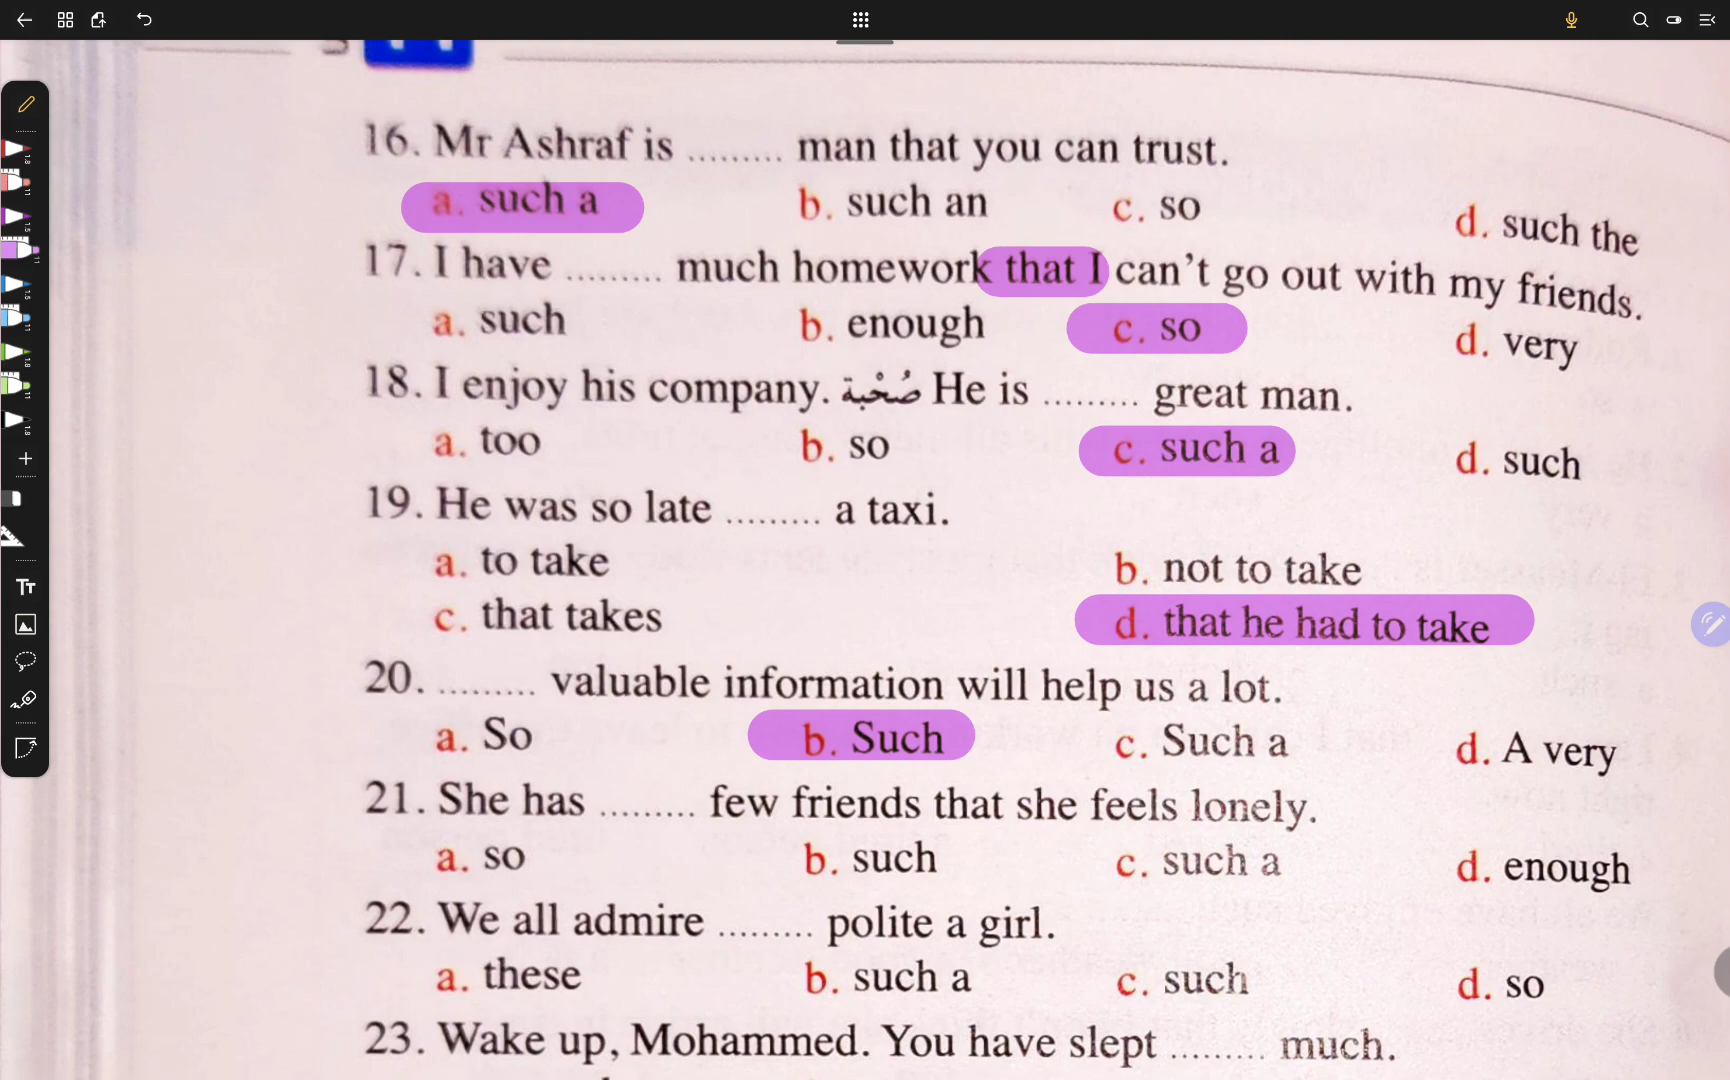 16. Mr Ashraf is ......... man that you can trust.
a. such a b. such an c. so d. such the
17. I have ......... much homework that I can't go out with my friends.
a. such b. enough c. so d. very
18. I enjoy his company. صُحْبة He is ......... great man.
a. too b. so c. such a d. such
19. He was so late ......... a taxi.
a. to take b. not to take
c. that takes d. that he had to take
20. ......... valuable information will help us a lot.
a. So b. Such c. Such a d. A very
21. She has ......... few friends that she feels lonely.
a. so b. such c. such a d. enough
22. We all admire ......... polite a girl.
a. these b. such a c. such d. so
23. Wake up, Mohammed. You have slept ......... much.